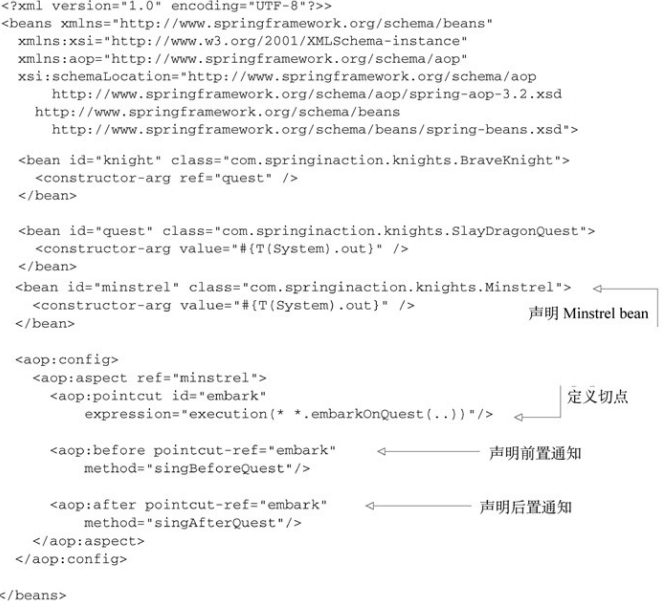 <?xml version="1.0" encoding="UTF-8"?>>
<beans xmlns="http://www.springframework.org/schema/beans"
xmlns:xsi="http://www.w3.org/2001/XMLSchema-instance"
xmlns:aop="http://www.springframework.org/schema/aop"
xsi:schemaLocation="http://www.springframework.org/schema/aop
http://www.springframework.org/schema/aop/spring-aop-3.2.xsd
http://www.springframework.org/schema/beans
http://www.springframework.org/schema/beans/spring-beans.xsd">
<bean id="knight" class="com.springinaction.knights.BraveKnight">
<constructor-arg ref="quest" />
</bean>
<bean id="quest" class="com.springinaction.knights.SlayDragonQuest">
<constructor-arg value="#{T(System).out}" />
</bean>
<bean id="minstrel" class="com.springinaction.knights.Minstrel">
<constructor-arg value="#{T(System).out}" />
声明 Minstrel bean
</bean>
<aop:config>
<aop:aspect ref="minstrel">
<aop:pointcut id="embark"
定义切点
expression="execution(* *.embarkOnQuest(..))"/>
<aop:before pointcut-ref="embark"
声明前置通知
method="singBeforeQuest"/>
<aop:after pointcut-ref="embark"
声明后置通知
method="singAfterQuest"/>
</aop:aspect>
</aop:config>
</beans>